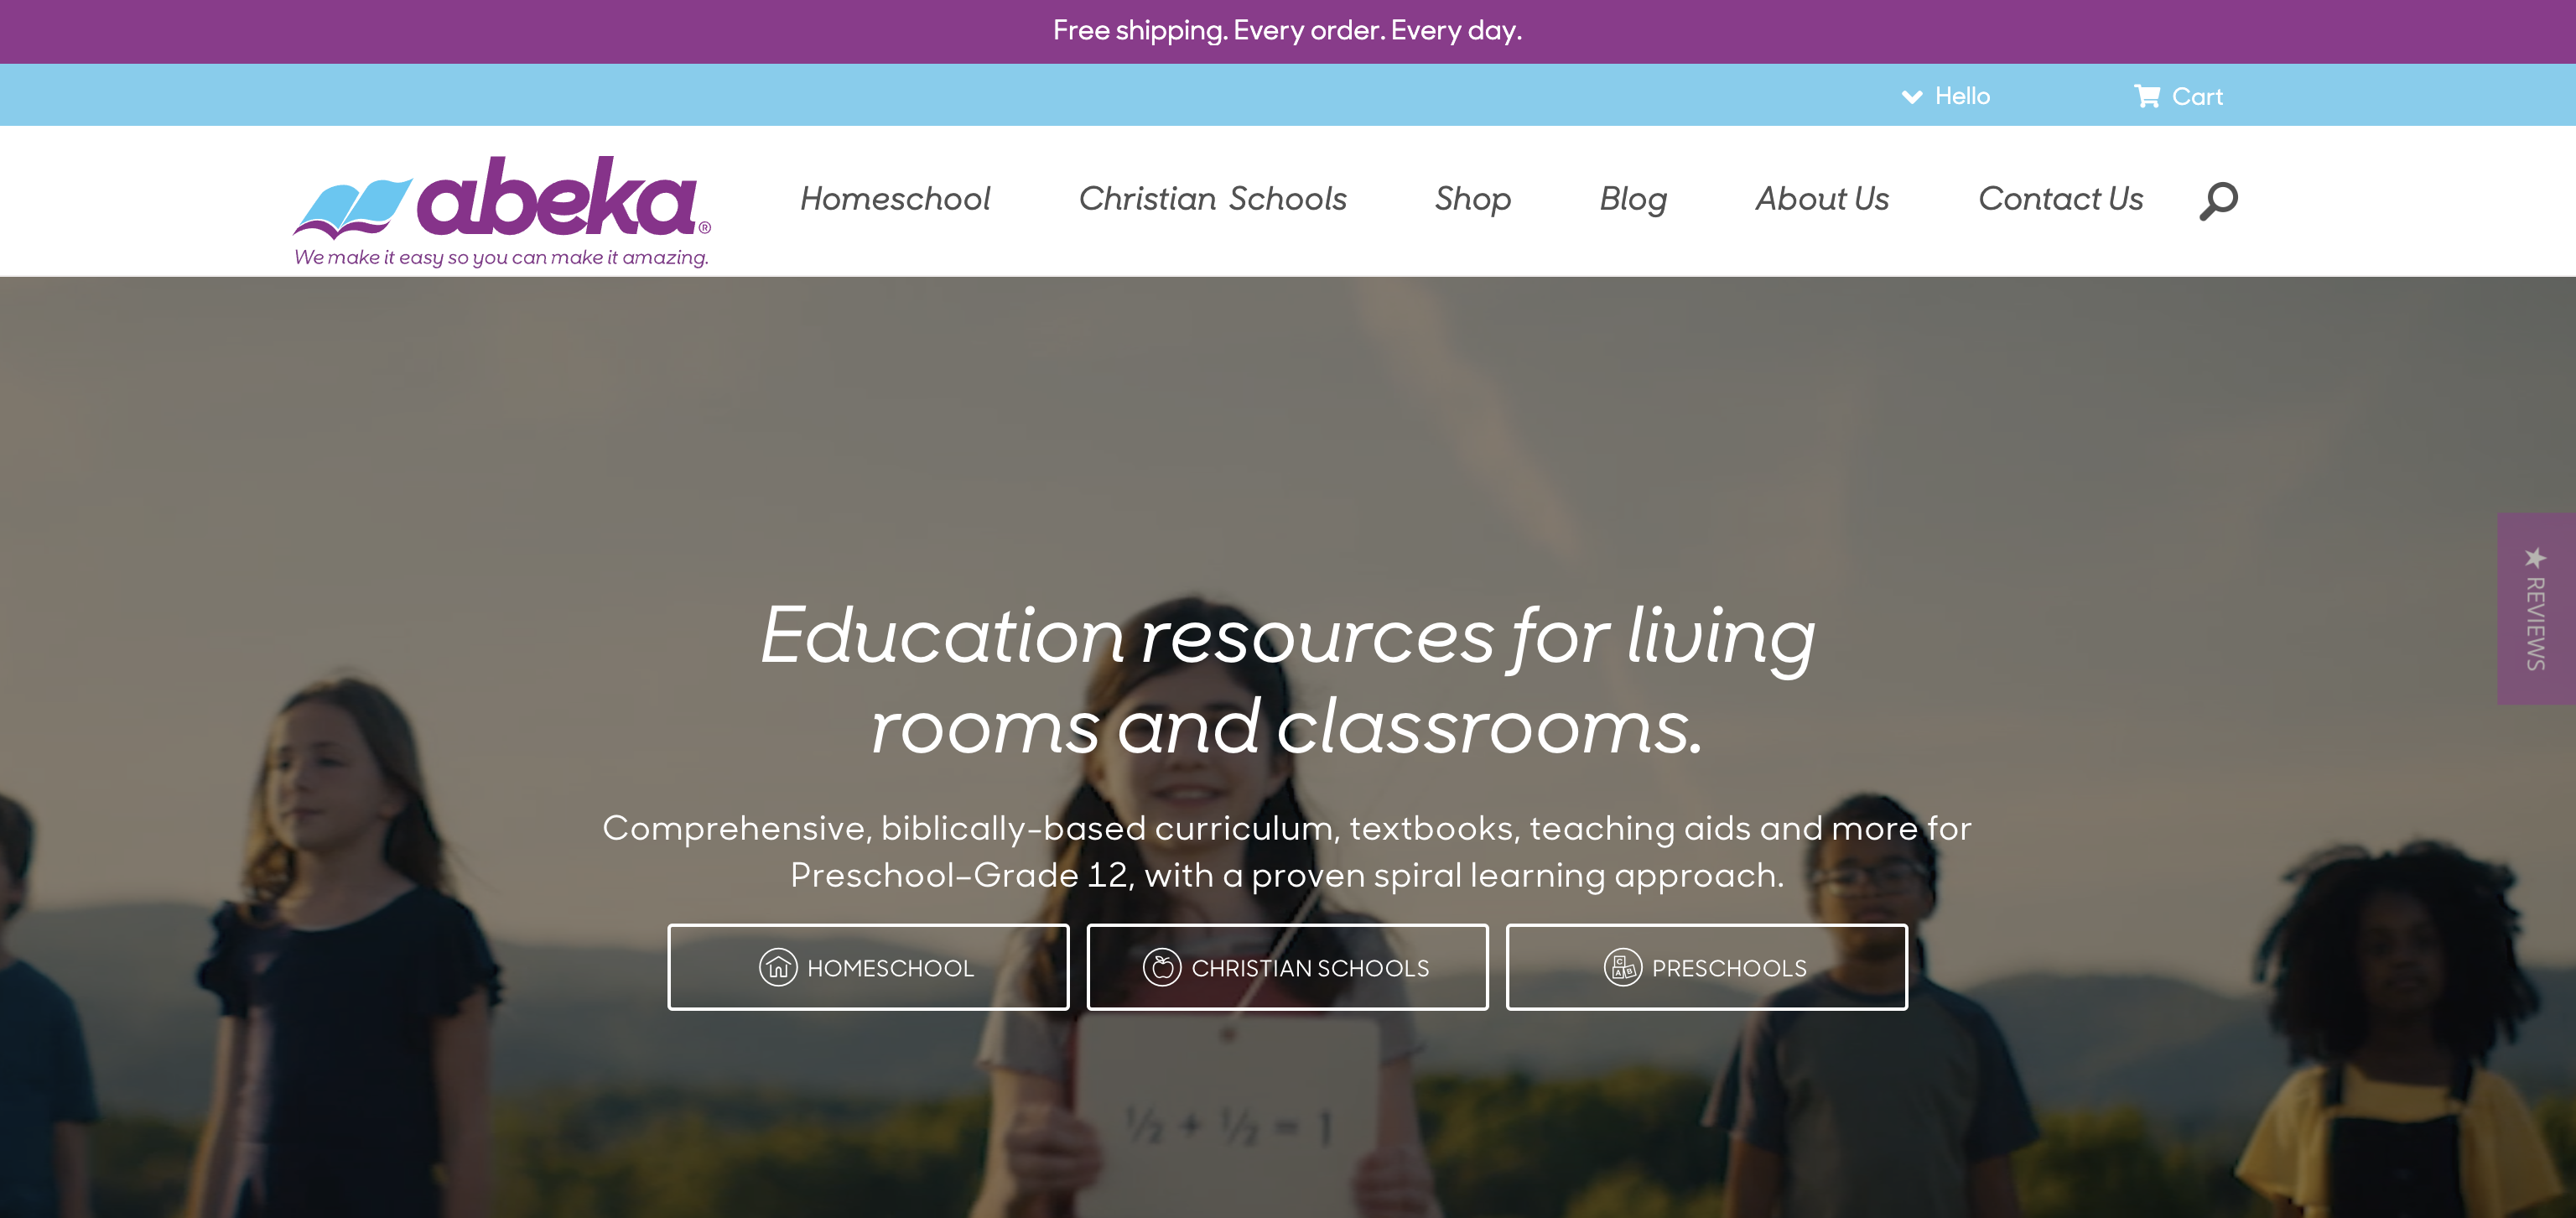 Free shipping. Every order. Every day.
Hello
Cart
abeka®
We make it easy so you can make it amazing.
Homeschool
Christian Schools
Shop
Blog
About Us
Contact Us
★ REVIEWS
Education resources for living
rooms and classrooms.
Comprehensive, biblically-based curriculum, textbooks, teaching aids and more for
Preschool–Grade 12, with a proven spiral learning approach.
HOMESCHOOL
CHRISTIAN SCHOOLS
C
A B
PRESCHOOLS
½ + ½ = 1